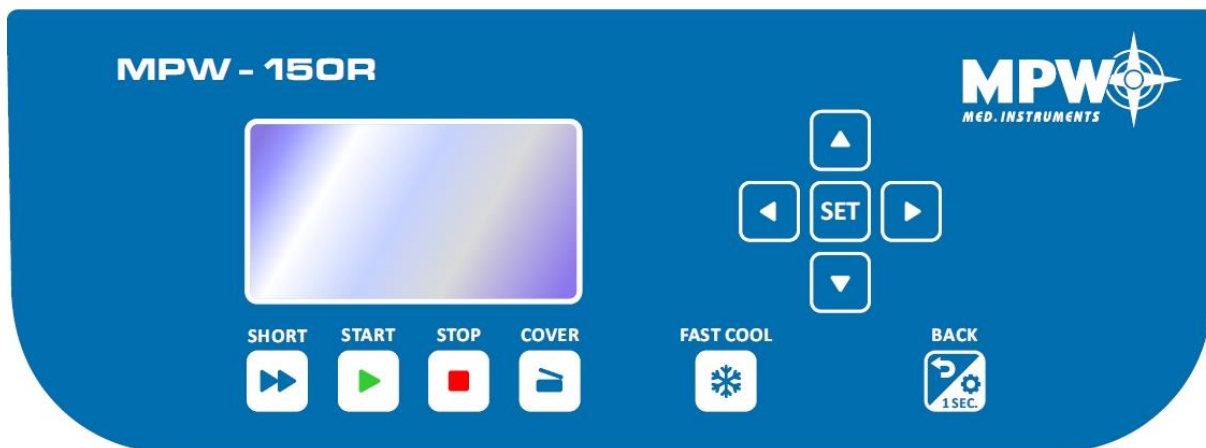 MPW - 150R
MPW
MED. INSTRUMENTS
SET
SHORT START STOP COVER FAST COOL BACK
1 SEC.